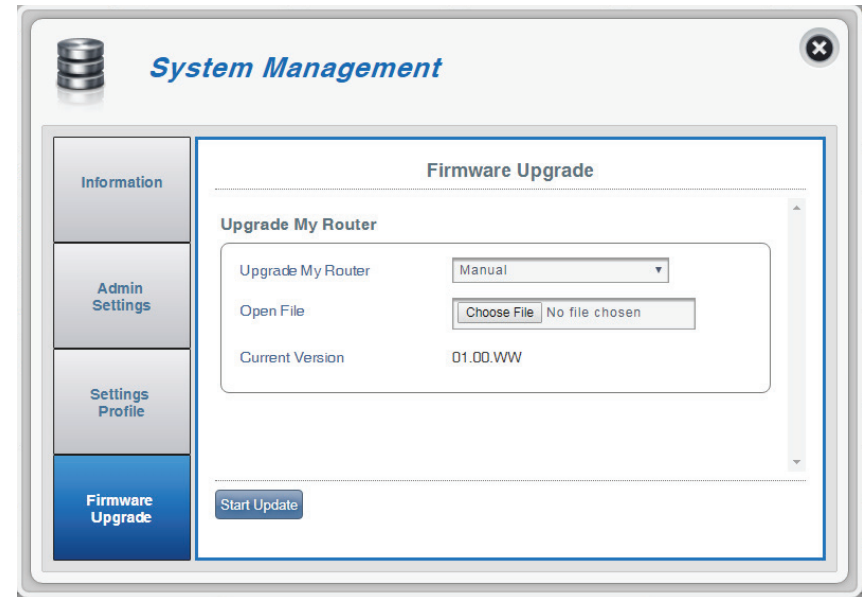 System Management
Information
Admin
Settings
Settings
Profile
Firmware
Upgrade
Firmware Upgrade
Upgrade My Router
Upgrade My Router
Manual
Open File
Choose File No file chosen
Current Version
01.00.WW
Start Update